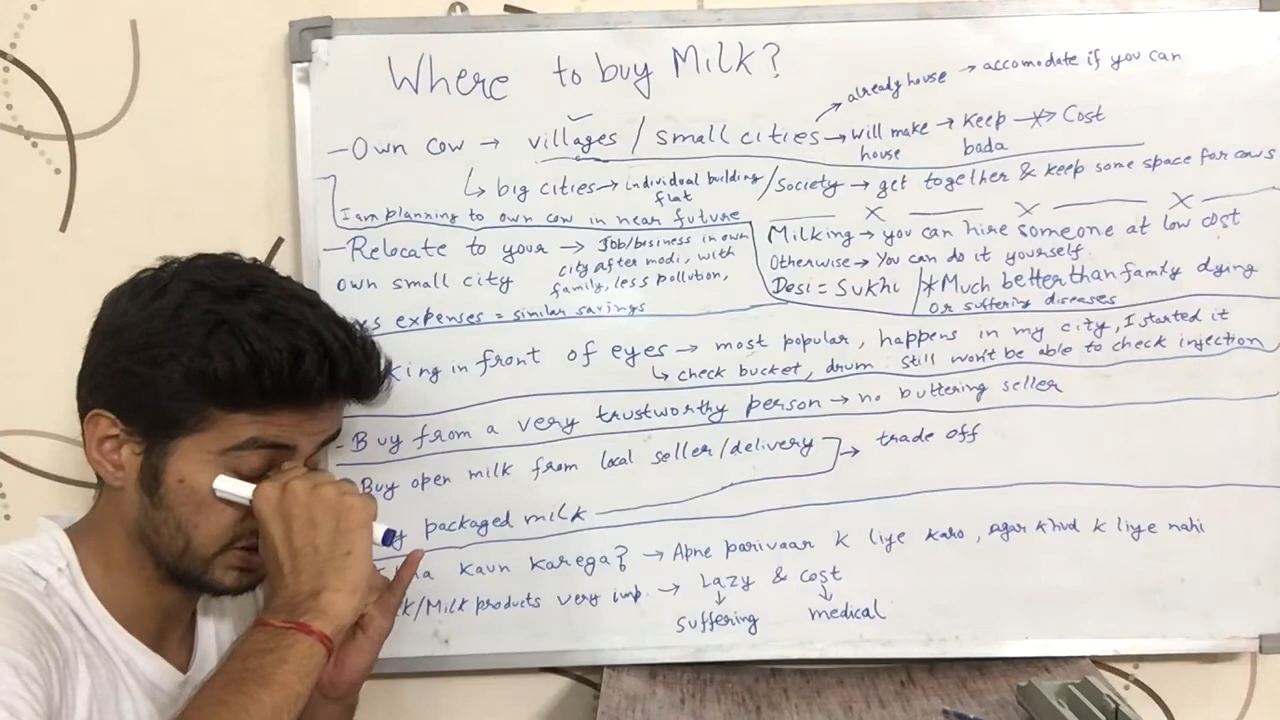 Where to buy Milk?
already house → accomodate if you can
- Own cow → villages / small cities → will make house → Keep bada → Cost
↳ big cities → individual building flat / Society → get together & keep some space for cows
I am planning to own cow in near future
- Relocate to your own small city → Job/business in own city after modi, with family, less pollution,
expenses = similar savings
Milking → you can hire someone at low cost
Otherwise → You can do it yourself.
Desi = Sukhi / * Much better than family dying or suffering diseases
king in front of eyes → most popular, happens in my city, I started it
↳ check bucket, drum. still won't be able to check injection
- Buy from a very trustworthy person → no buttering seller
Buy open milk from local seller/delivery → trade off
packaged milk
kaun karega? → Apne parivaar k liye karo, agar khud k liye nahi
/Milk products very imp. → Lazy & cost
↓ suffering ↓ medical